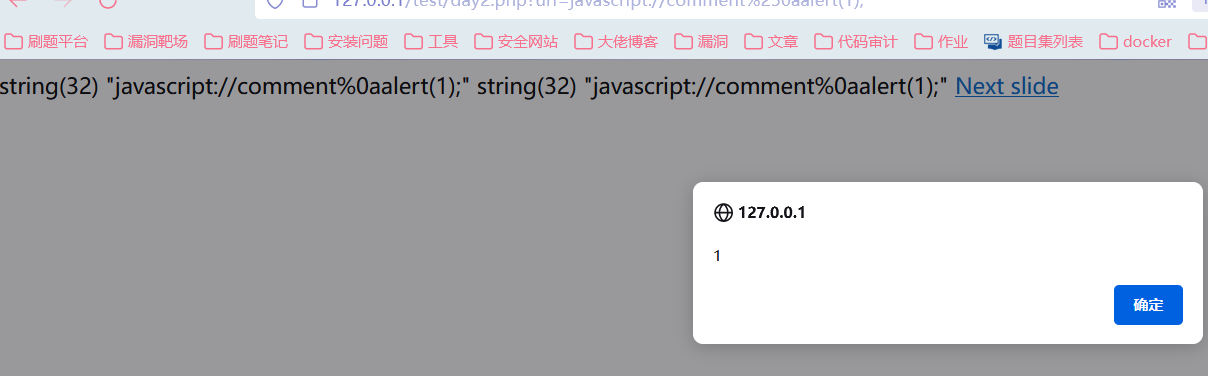 127.0.0.1/test/day2.php?url=javascript://comment%250aalert(1);
刷题平台 漏洞靶场 刷题笔记 安装问题 工具 安全网站 大佬博客 漏洞 文章 代码审计 作业 题目集列表 docker
string(32) "javascript://comment%0aalert(1);" string(32) "javascript://comment%0aalert(1);" Next slide
127.0.0.1
1
确定